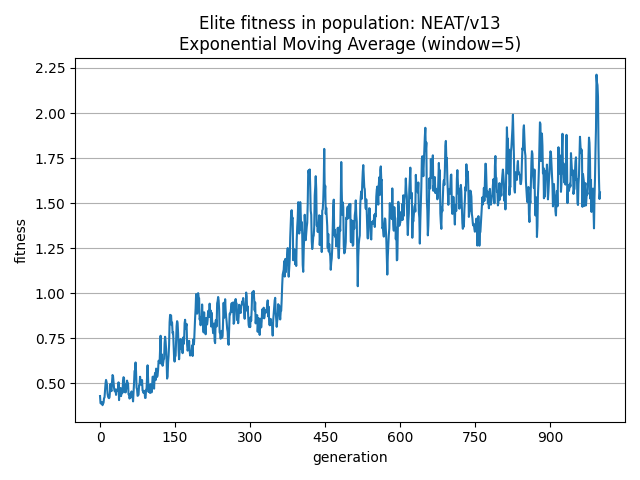 Elite fitness in population: NEAT/v13
Exponential Moving Average (window=5)
2.25
2.00
1.75
1.50
1.25
1.00
0.75
0.50
fitness
0 150 300 450 600 750 900
generation